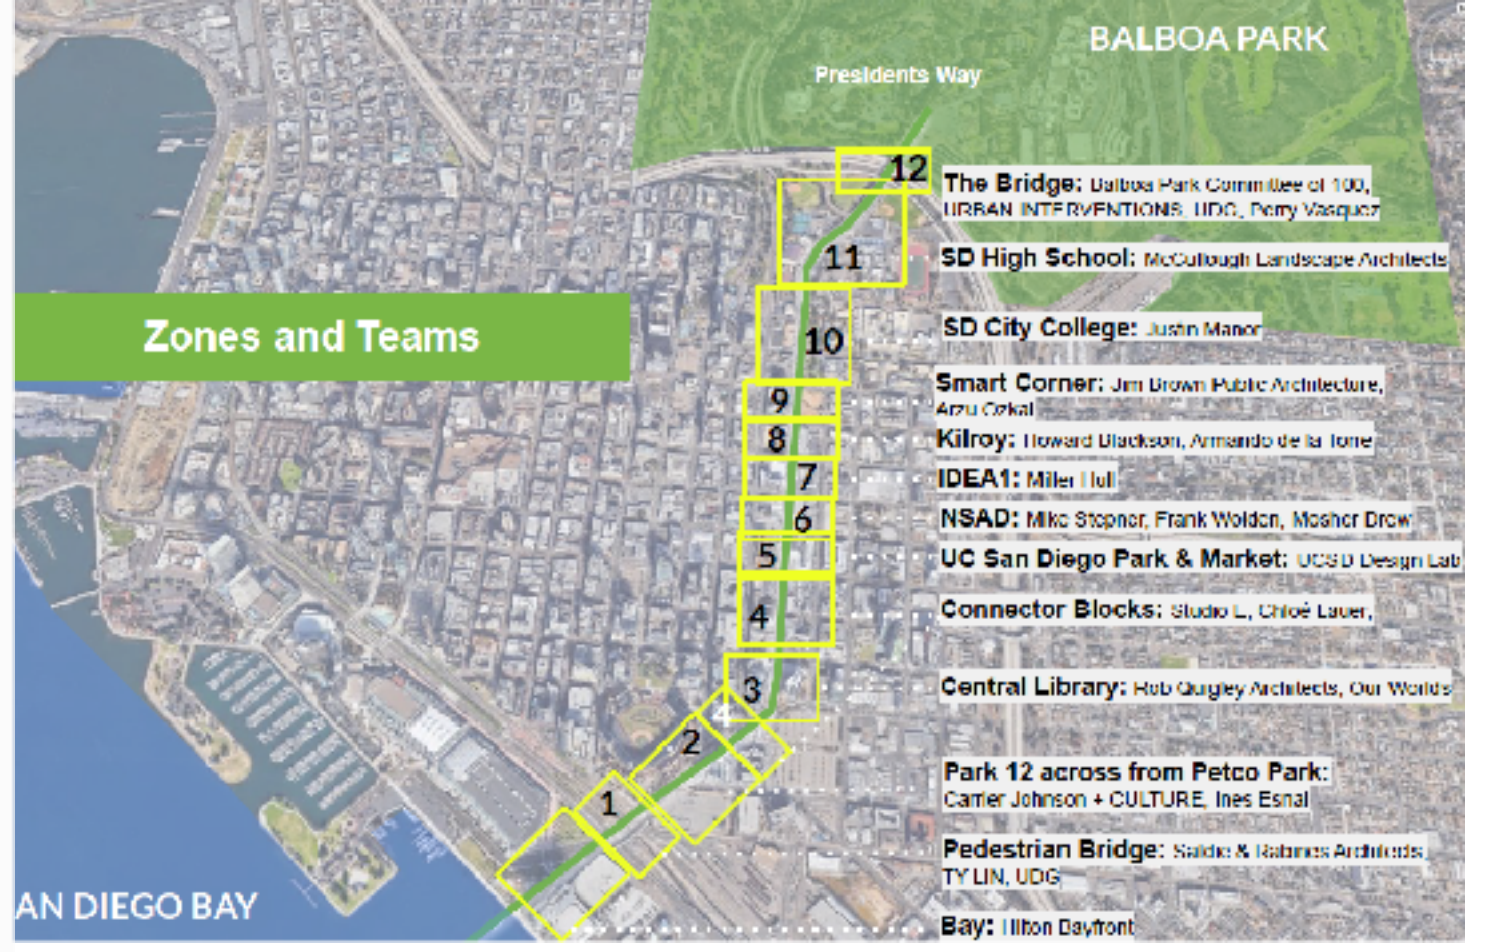 BALBOA PARK
Presidents Way
12
The Bridge: Balboa Park Committee of 100,
URBAN INTERVENTIONS, UDG, Perry Vasquez
11
SD High School: McCullough Landscape Architects
Zones and Teams
10
SD City College: Justin Manor
9
Smart Corner: Jim Brown Public Architecture,
Arzu Ozkal
8
Kilroy: Howard Blackson, Armando de la Torre
7
IDEA1: Miller Hull
6
NSAD: Mike Stepner, Frank Wolden, Mosher Drew
5
UC San Diego Park & Market: UCSD Design Lab
4
Connector Blocks: Studio E, Chloé Lauer,
3
Central Library: Rob Quigley Architects, Our Worlds
4
2
Park 12 across from Petco Park:
Carrier Johnson + CULTURE, Ines Esnal
1
Pedestrian Bridge: & Architects,
TY LIN, UDG
AN DIEGO BAY
Bay: Hilton Bayfront